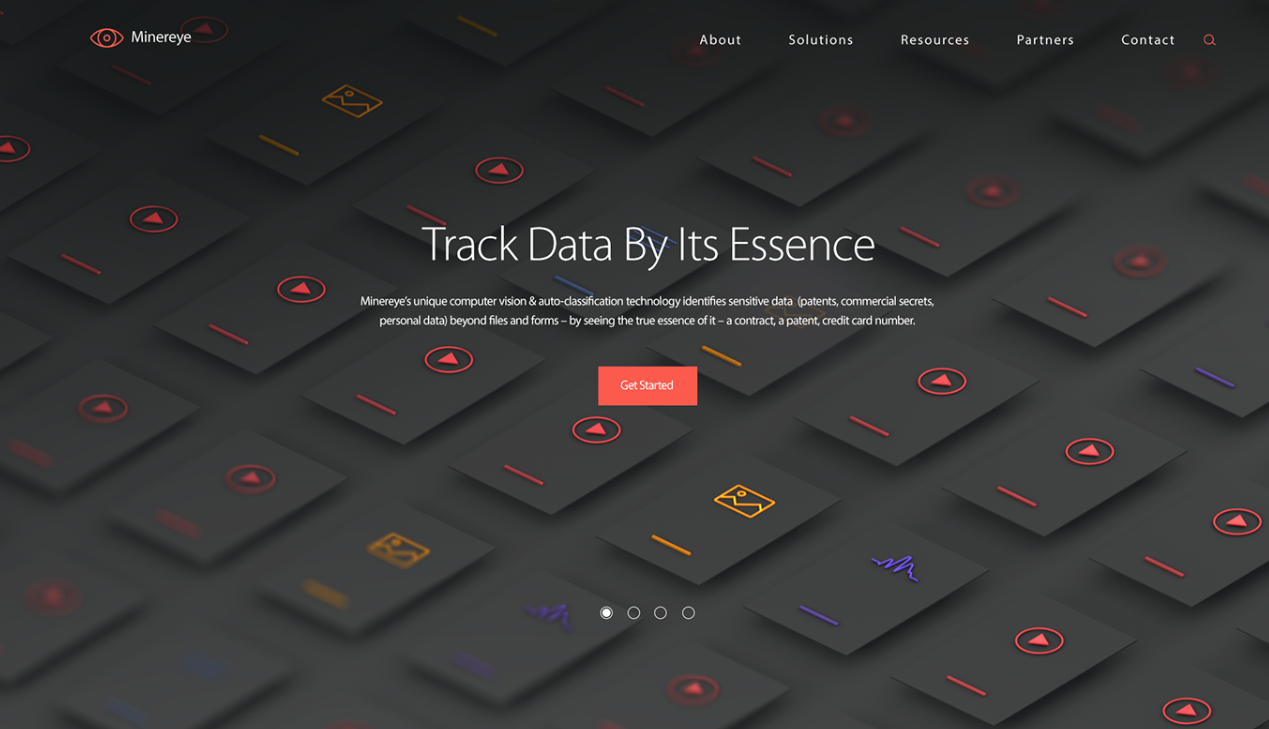 Minereye
About
Solutions
Resources
Partners
Contact
Track Data By Its Essence
Minereye's unique computer vision & auto-classification technology identifies sensitive data (patents, commercial secrets,
personal data) beyond files and forms – by seeing the true essence of it – a contract, a patent, credit card number.
Get Started